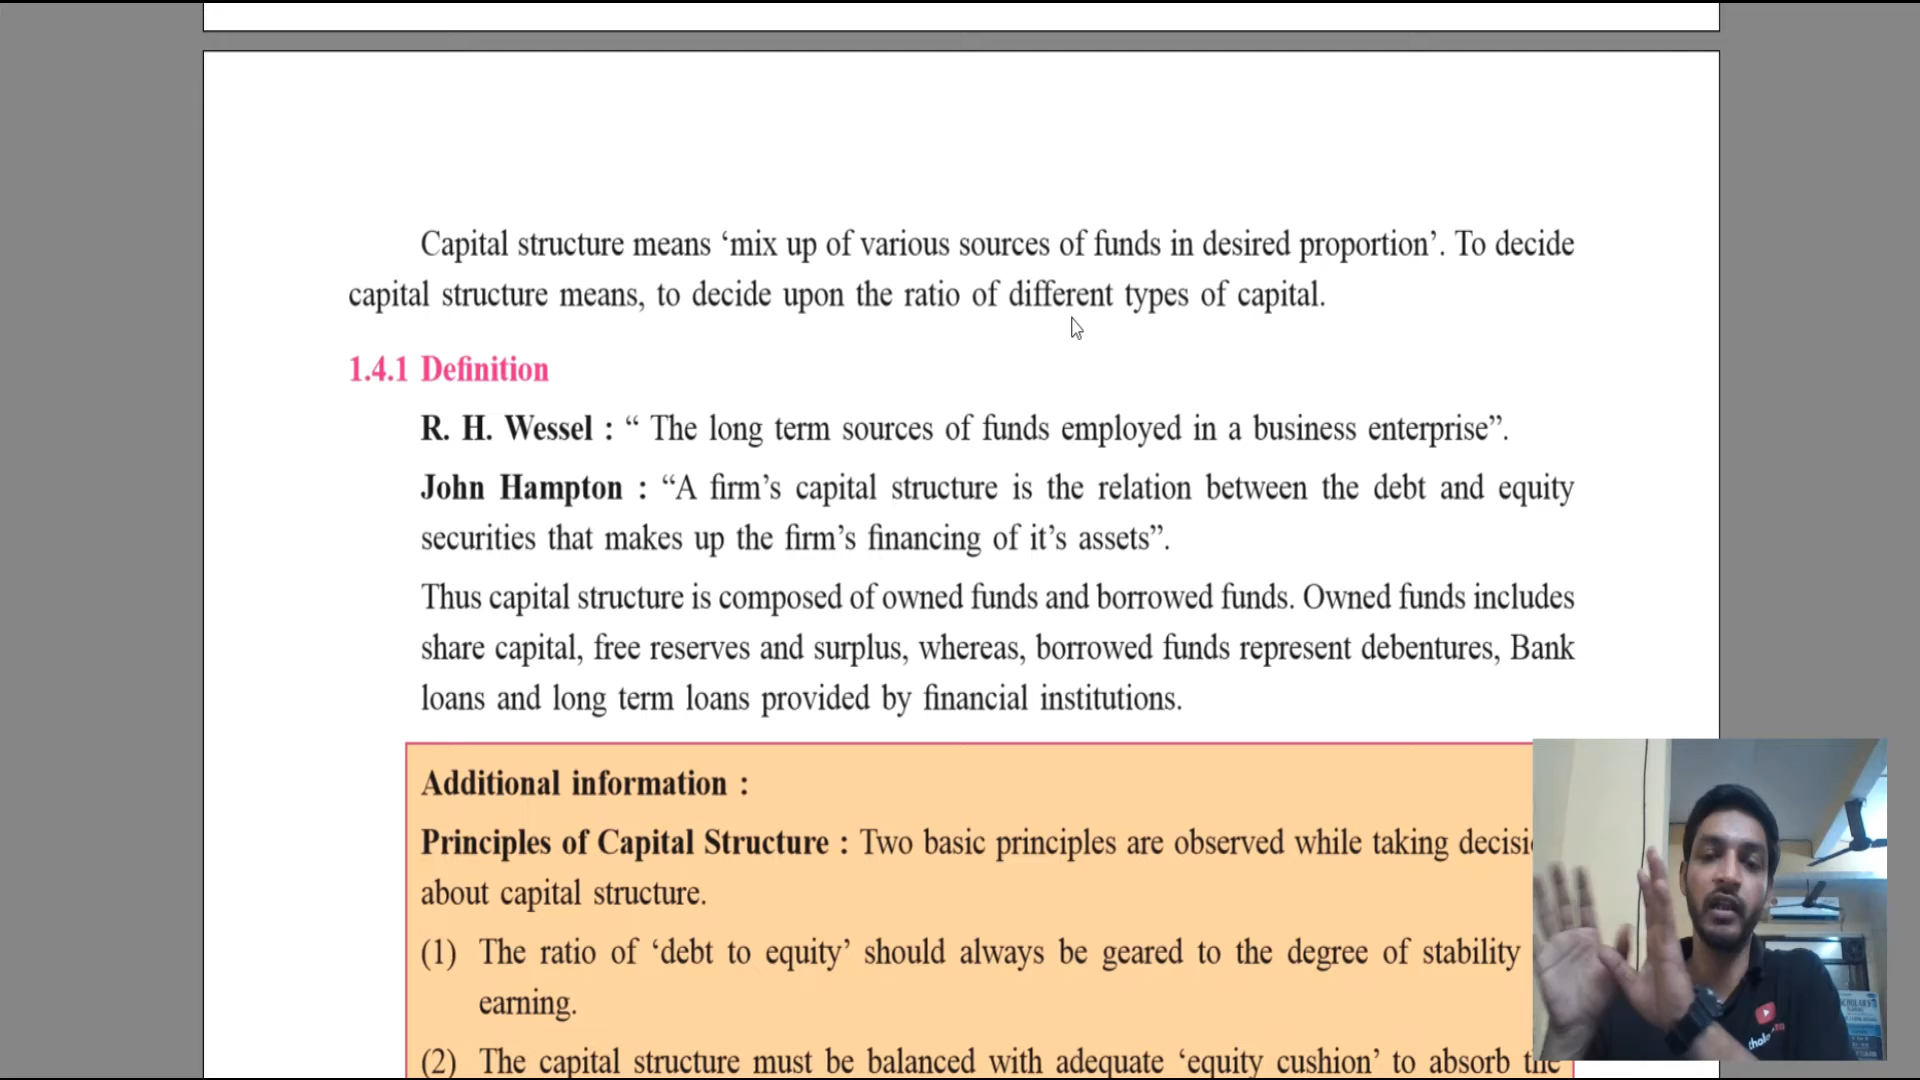 Capital structure means ‘mix up of various sources of funds in desired proportion’. To decide
capital structure means, to decide upon the ratio of different types of capital.
1.4.1 Definition
R. H. Wessel : “ The long term sources of funds employed in a business enterprise”.
John Hampton : “A firm’s capital structure is the relation between the debt and equity
securities that makes up the firm’s financing of it’s assets”.
Thus capital structure is composed of owned funds and borrowed funds. Owned funds includes
share capital, free reserves and surplus, whereas, borrowed funds represent debentures, Bank
loans and long term loans provided by financial institutions.
Additional information :
Principles of Capital Structure : Two basic principles are observed while taking
about capital structure.
(1) The ratio of ‘debt to equity’ should always be geared to the degree of stability
earning.
(2) The capital structure must be balanced with adequate ‘equity cushion’ to absorb the